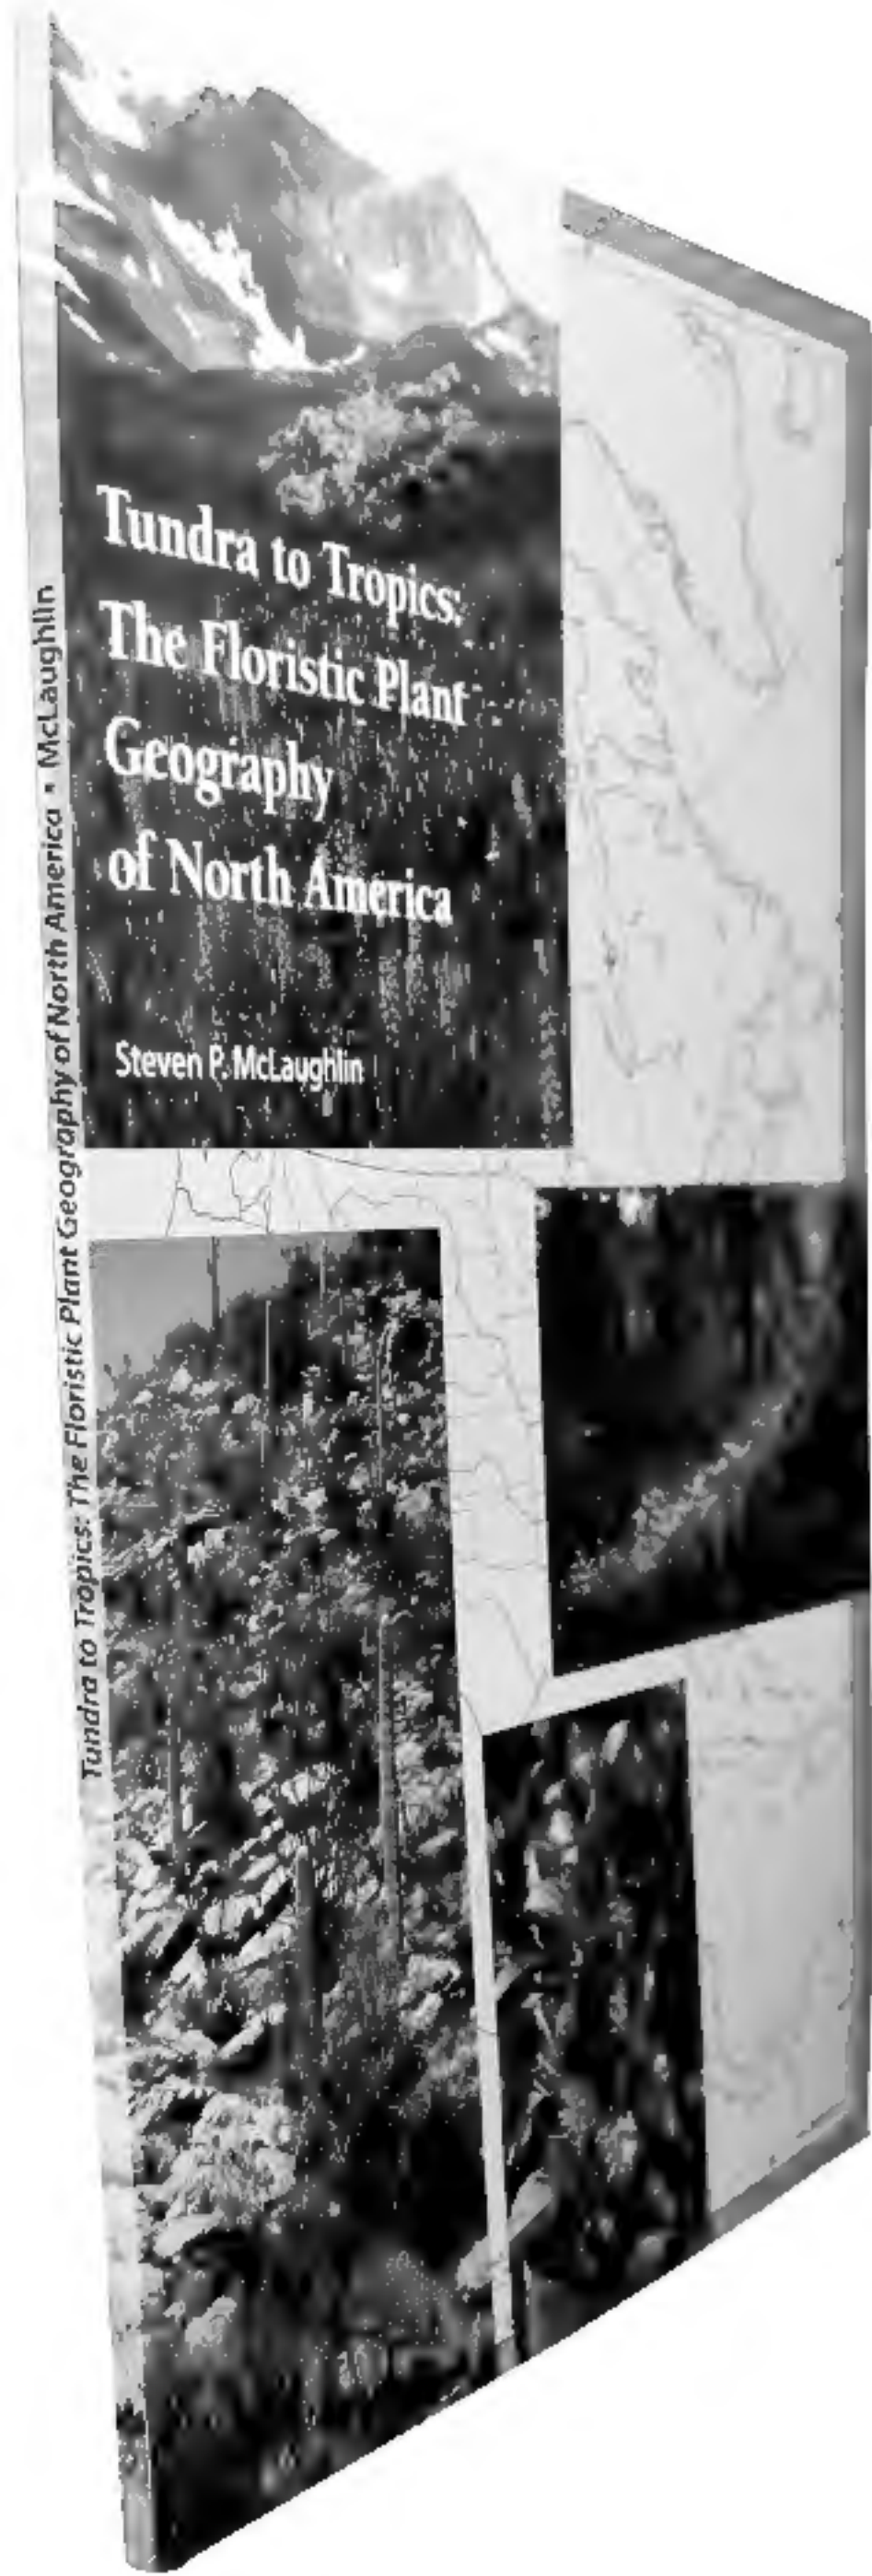 Tundra to Tropics:
The Floristic Plant
Geography
of North America
Steven P. McLaughlin
Tundra to Tropics: The Floristic Plant Geography of North America • McLaughlin